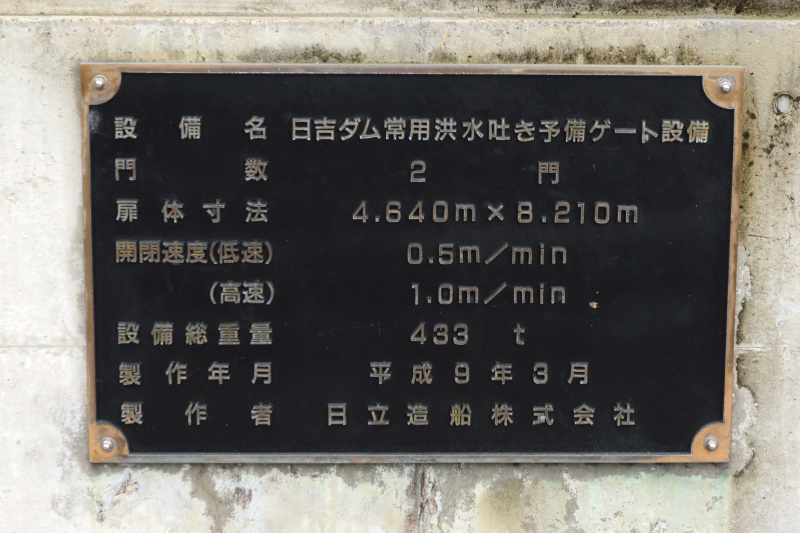 設備名 日吉ダム常用洪水吐き予備ゲート設備
門数 2 門
扉体寸法 4.640m×8.210m
開閉速度(低速) 0.5m/min
(高速) 1.0m/min
設備総重量 433 t
製作年月 平成9年3月
製作者 日立造船株式会社